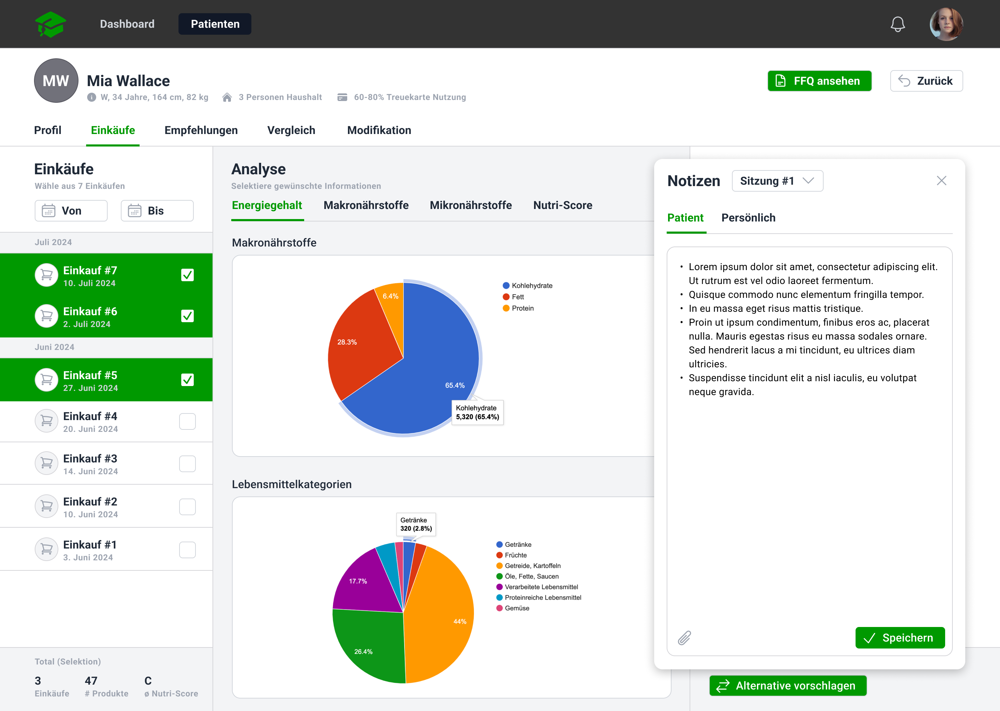 Dashboard
Patienten
MW
Mia Wallace
W, 34 Jahre, 164 cm, 82 kg
3 Personen Haushalt
60-80% Treuekarte Nutzung
FFQ ansehen
Zurück
Profil
Einkäufe
Empfehlungen
Vergleich
Modifikation
Einkäufe
Wähle aus 7 Einkäufen
Von
Bis
Juli 2024
Einkauf #7
10. Juli 2024
Einkauf #6
2. Juli 2024
Juni 2024
Einkauf #5
27. Juni 2024
Einkauf #4
20. Juni 2024
Einkauf #3
14. Juni 2024
Einkauf #2
10. Juni 2024
Einkauf #1
3. Juni 2024
Total (Selektion)
3
Einkäufe
47
# Produkte
C
ø Nutri-Score
Analyse
Selektiere gewünschte Informationen
Energiegehalt
Makronährstoffe
Mikronährstoffe
Nutri-Score
Makronährstoffe
6.4%
28.3%
65.4%
Kohlehydrate
5,320 (65.4%)
Kohlehydrate
Fett
Protein
Lebensmittelkategorien
Getränke
320 (2.8%)
17.7%
44%
26.4%
Getränke
Früchte
Getreide, Kartoffeln
Öle, Fette, Saucen
Verarbeitete Lebensmittel
Proteinreiche Lebensmittel
Gemüse
Notizen
Sitzung #1
Patient
Persönlich
• Lorem ipsum dolor sit amet, consectetur adipiscing elit.
Ut rutrum est vel odio laoreet fermentum.
• Quisque commodo nunc elementum fringilla tempor.
• In eu massa eget risus mattis tristique.
• Proin ut ipsum condimentum, finibus eros ac, placerat
nulla. Mauris egestas risus eu massa sodales ornare.
Sed hendrerit lacus a mi tincidunt, eu ultrices diam
ultricies.
• Suspendisse tincidunt elit a nisl iaculis, eu volutpat
neque gravida.
Speichern
Alternative vorschlagen